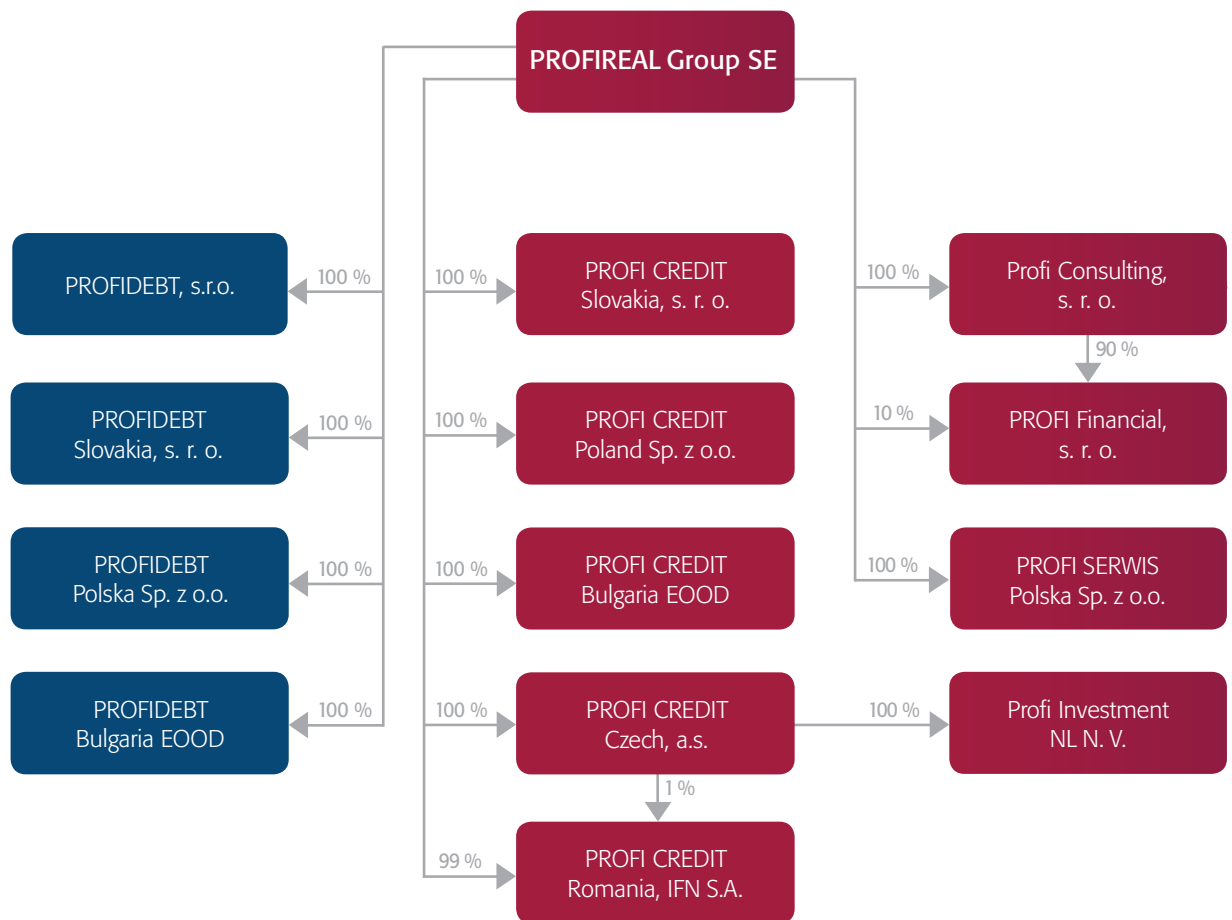 PROFIREAL Group SE
PROFIDEBT, s.r.o.
100 %
100 %
PROFI CREDIT
Slovakia, s. r. o.
100 %
Profi Consulting,
s. r. o.
90 %
PROFIDEBT
Slovakia, s. r. o.
100 %
100 %
PROFI CREDIT
Poland Sp. z o.o.
10 %
PROFI Financial,
s. r. o.
PROFIDEBT
Polska Sp. z o.o.
100 %
100 %
PROFI CREDIT
Bulgaria EOOD
100 %
PROFI SERWIS
Polska Sp. z o.o.
PROFIDEBT
Bulgaria EOOD
100 %
100 %
PROFI CREDIT
Czech, a.s.
100 %
Profi Investment
NL N. V.
1 %
99 %
PROFI CREDIT
Romania, IFN S.A.